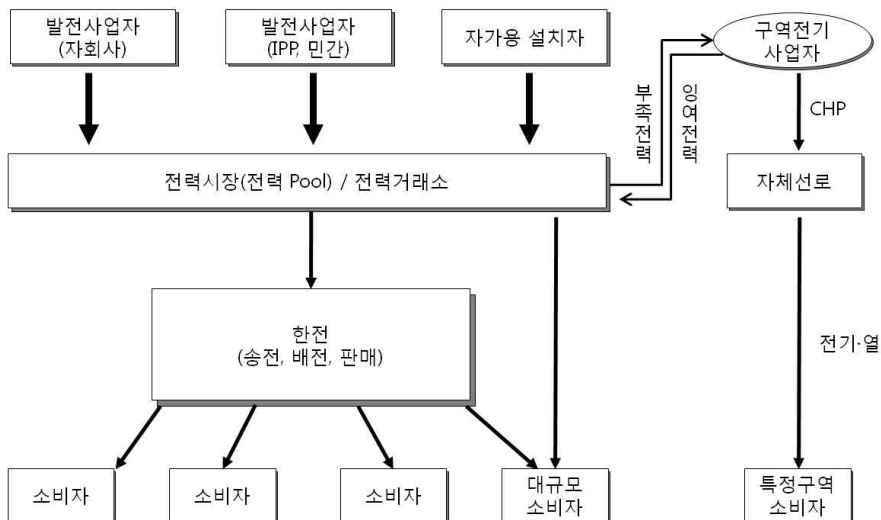 발전사업자
(자회사)
발전사업자
(IPP, 민간)
자가용 설치자
구역전기
사업자
부족전력
잉여전력
CHP
전력시장(전력 Pool) / 전력거래소
자체선로
한전
(송전, 배전, 판매)
전기·열
소비자
소비자
소비자
대규모
소비자
특정구역
소비자